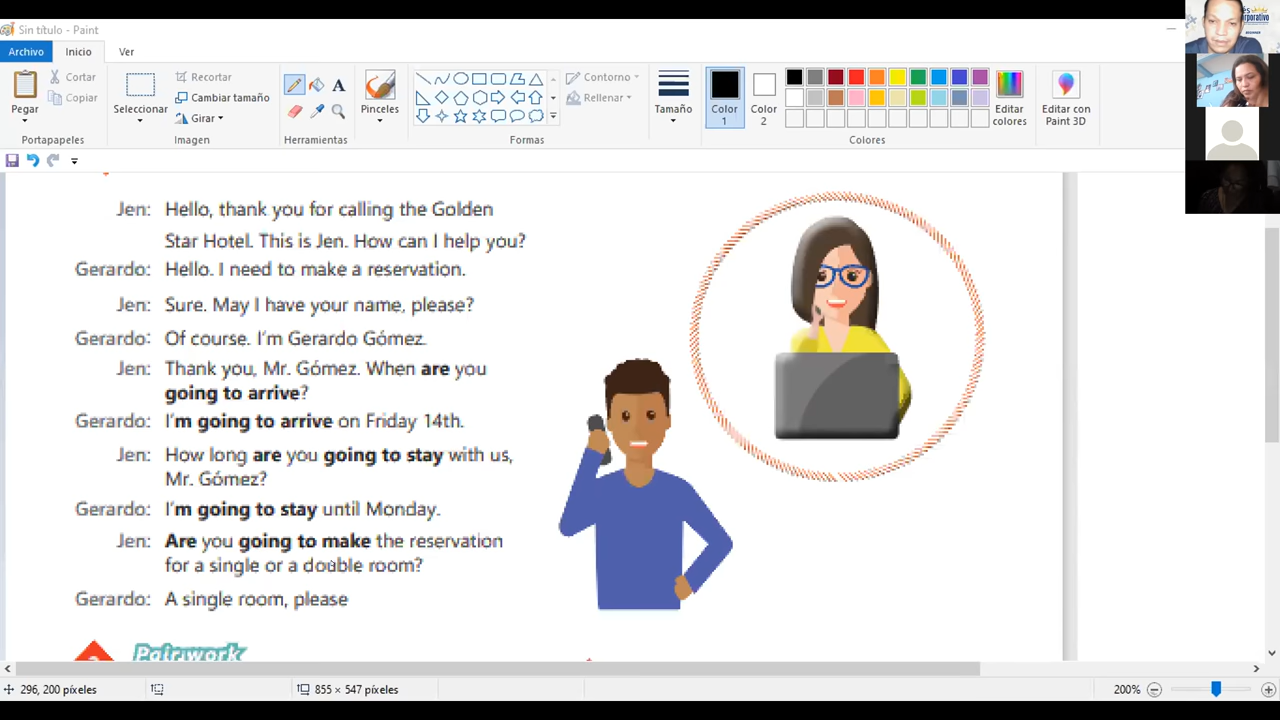 Sin título - Paint
Archivo Inicio Ver
Pegar
Cortar
Copiar
Portapapeles
Seleccionar
Recortar
Cambiar tamaño
Girar
Imagen
A
Herramientas
Pinceles
Contorno
Rellenar
Formas
Tamaño
Color
1
Color
2
Editar
colores
Colores
Editar con
Paint 3D
Jen: Hello, thank you for calling the Golden
Star Hotel. This is Jen. How can I help you?
Gerardo: Hello. I need to make a reservation.
Jen: Sure. May I have your name, please?
Gerardo: Of course. I'm Gerardo Gómez.
Jen: Thank you, Mr. Gómez. When are you
going to arrive?
Gerardo: I'm going to arrive on Friday 14th.
Jen: How long are you going to stay with us,
Mr. Gómez?
Gerardo: I'm going to stay until Monday.
Jen: Are you going to make the reservation
for a single or a double room?
Gerardo: A single room, please
Pair work
296, 200 píxeles
855 × 547 píxeles
200%